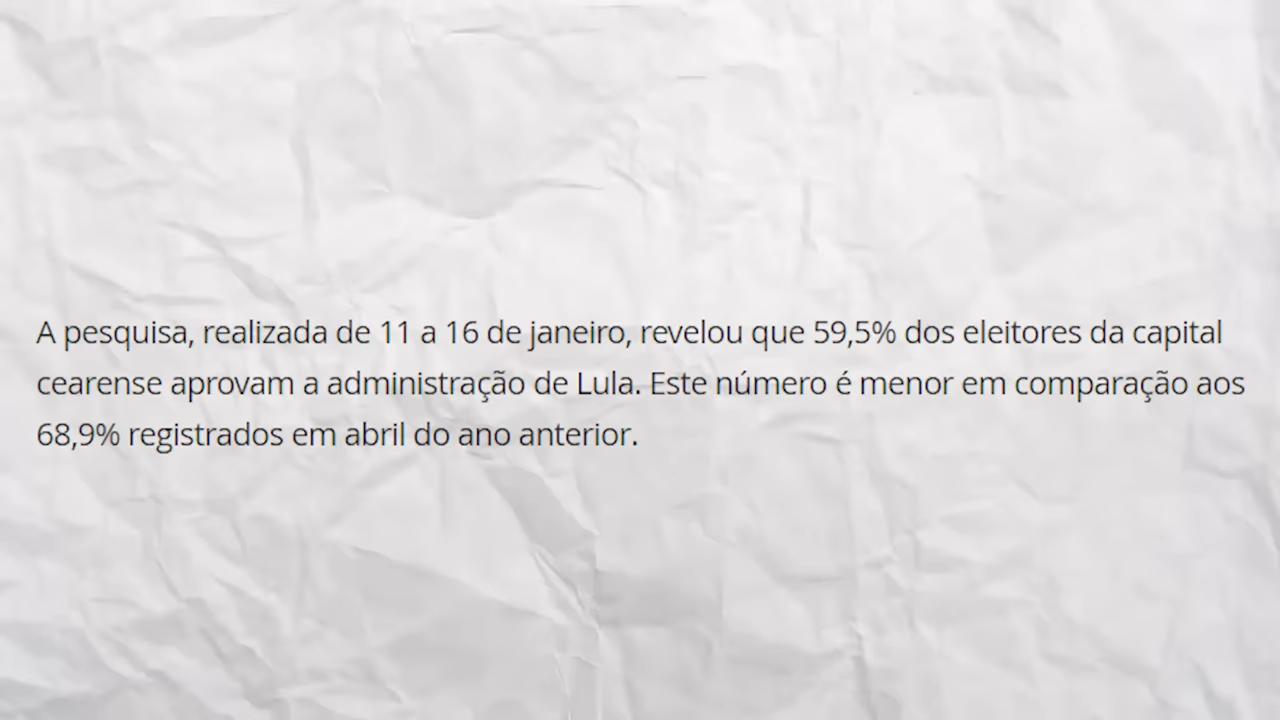 A pesquisa, realizada de 11 a 16 de janeiro, revelou que 59,5% dos eleitores da capital
cearense aprovam a administração de Lula. Este número é menor em comparação aos
68,9% registrados em abril do ano anterior.